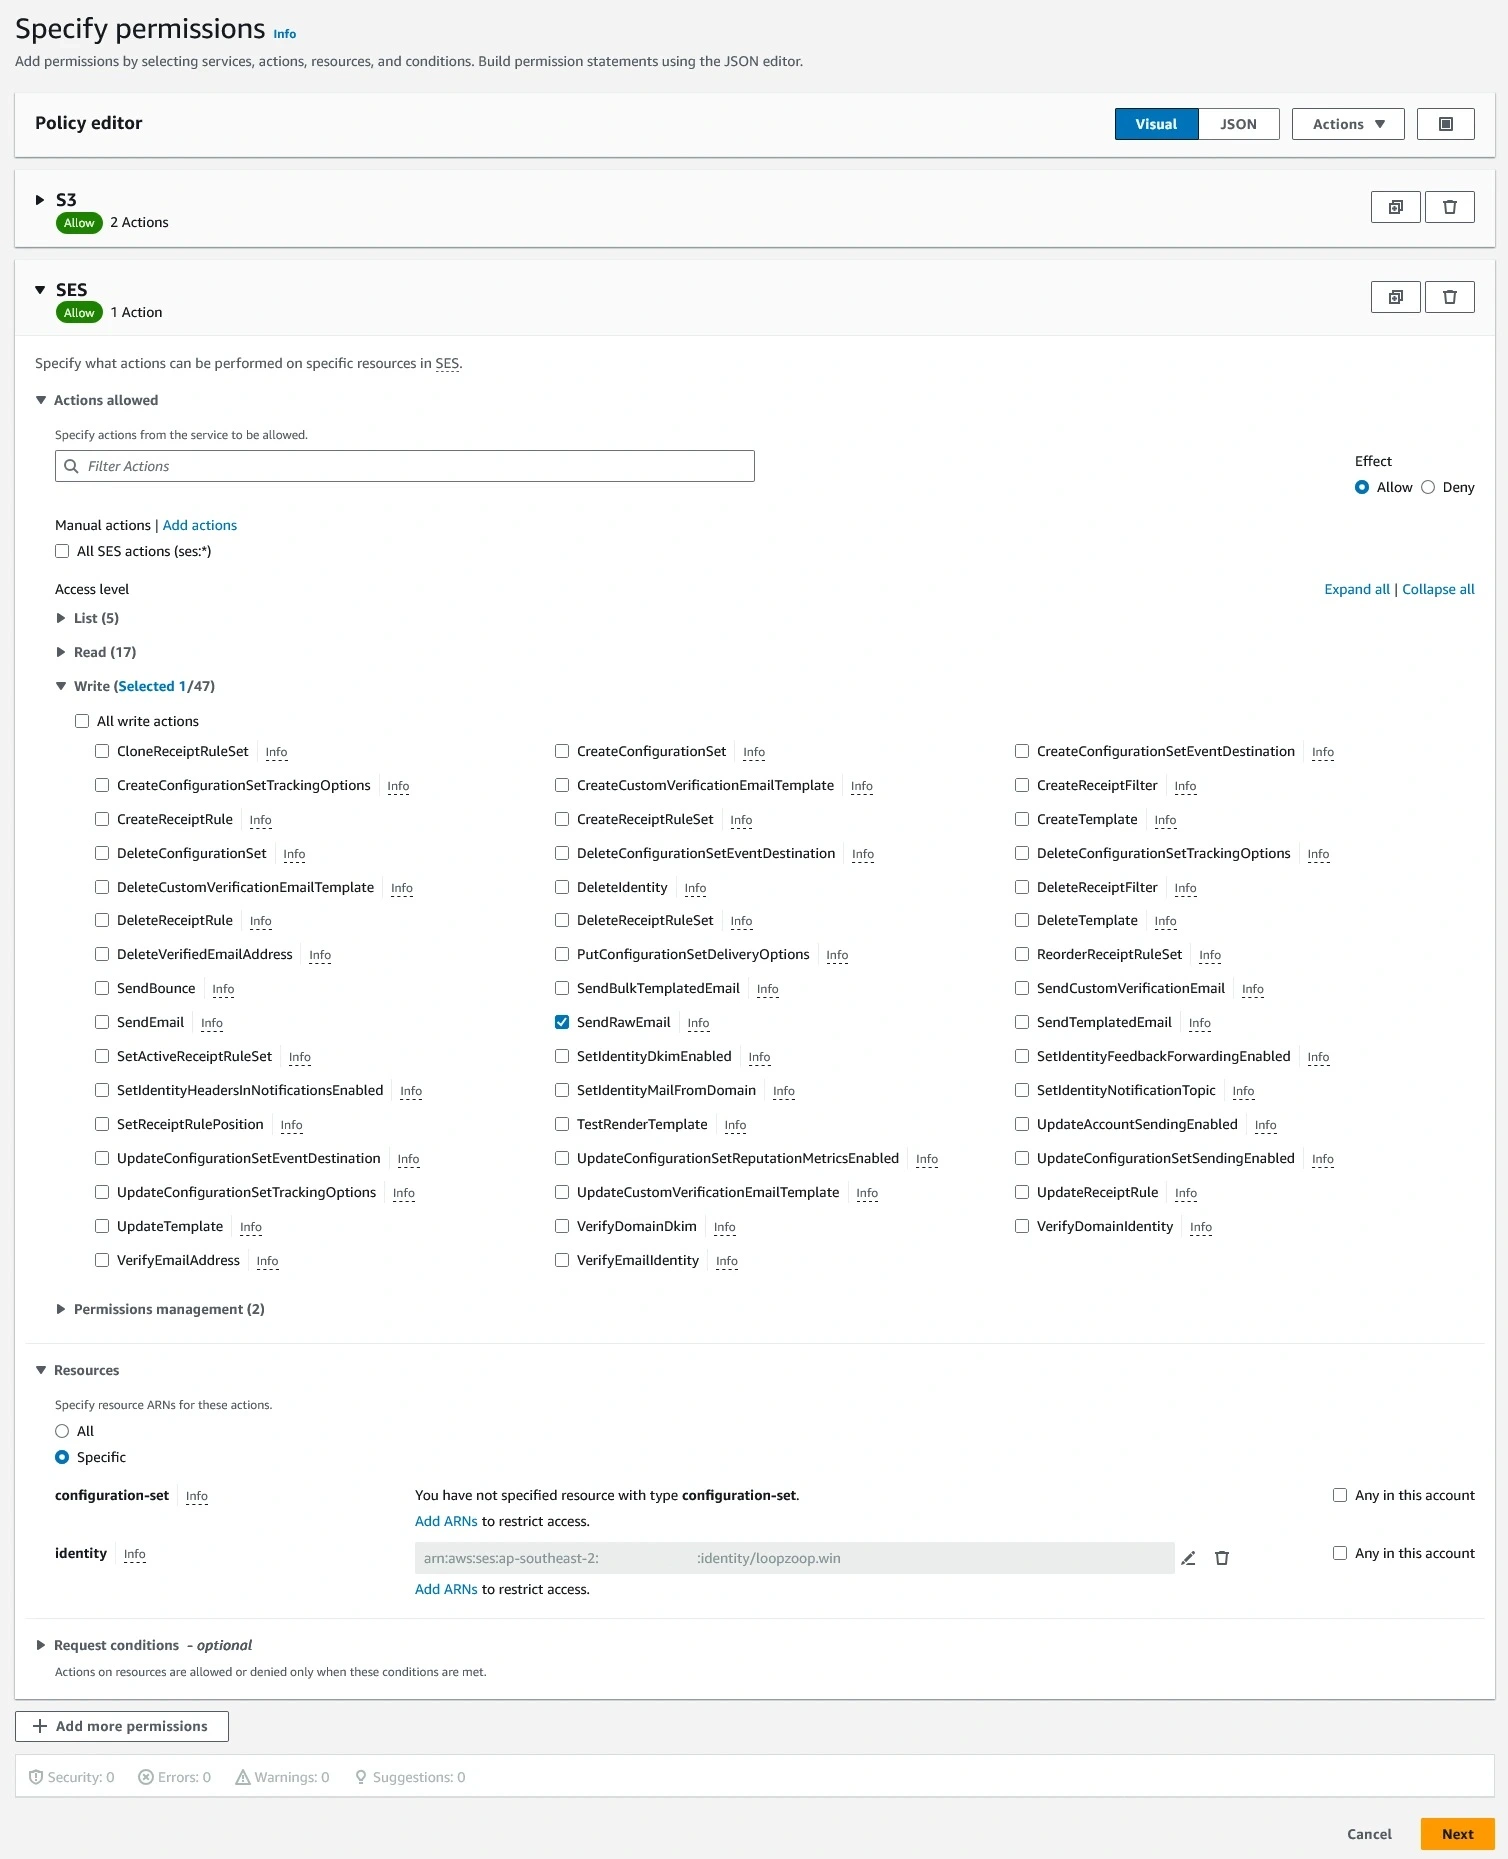 Specify permissions Info
Add permissions by selecting services, actions, resources, and conditions. Build permission statements using the JSON editor.
Policy editor
Visual JSON Actions
S3
Allow 2 Actions
SES
Allow 1 Action
Specify what actions can be performed on specific resources in SES.
Actions allowed
Specify actions from the service to be allowed.
Filter Actions
Effect
Allow Deny
Manual actions | Add actions
All SES actions (ses:*)
Access level Expand all | Collapse all
List (5)
Read (17)
Write (Selected 1/47)
All write actions
CloneReceiptRuleSet Info CreateConfigurationSet Info CreateConfigurationSetEventDestination Info
CreateConfigurationSetTrackingOptions Info CreateCustomVerificationEmailTemplate Info CreateReceiptFilter Info
CreateReceiptRule Info CreateReceiptRuleSet Info CreateTemplate Info
DeleteConfigurationSet Info DeleteConfigurationSetEventDestination Info DeleteConfigurationSetTrackingOptions Info
DeleteCustomVerificationEmailTemplate Info DeleteIdentity Info DeleteReceiptFilter Info
DeleteReceiptRule Info DeleteReceiptRuleSet Info DeleteTemplate Info
DeleteVerifiedEmailAddress Info PutConfigurationSetDeliveryOptions Info ReorderReceiptRuleSet Info
SendBounce Info SendBulkTemplatedEmail Info SendCustomVerificationEmail Info
SendEmail Info SendRawEmail Info SendTemplatedEmail Info
SetActiveReceiptRuleSet Info SetIdentityDkimEnabled Info SetIdentityFeedbackForwardingEnabled Info
SetIdentityHeadersInNotificationsEnabled Info SetIdentityMailFromDomain Info SetIdentityNotificationTopic Info
SetReceiptRulePosition Info TestRenderTemplate Info UpdateAccountSendingEnabled Info
UpdateConfigurationSetEventDestination Info UpdateConfigurationSetReputationMetricsEnabled Info UpdateConfigurationSetSendingEnabled Info
UpdateConfigurationSetTrackingOptions Info UpdateCustomVerificationEmailTemplate Info UpdateReceiptRule Info
UpdateTemplate Info VerifyDomainDkim Info VerifyDomainIdentity Info
VerifyEmailAddress Info VerifyEmailIdentity Info
Permissions management (2)
Resources
Specify resource ARNs for these actions.
All
Specific
configuration-set Info You have not specified resource with type configuration-set. Any in this account
Add ARNs to restrict access.
identity Info arn:aws:ses:ap-southeast-2: :identity/loopzoop.win Any in this account
Add ARNs to restrict access.
Request conditions - optional
Actions on resources are allowed or denied only when these conditions are met.
Add more permissions
Security: 0 Errors: 0 Warnings: 0 Suggestions: 0
Cancel Next